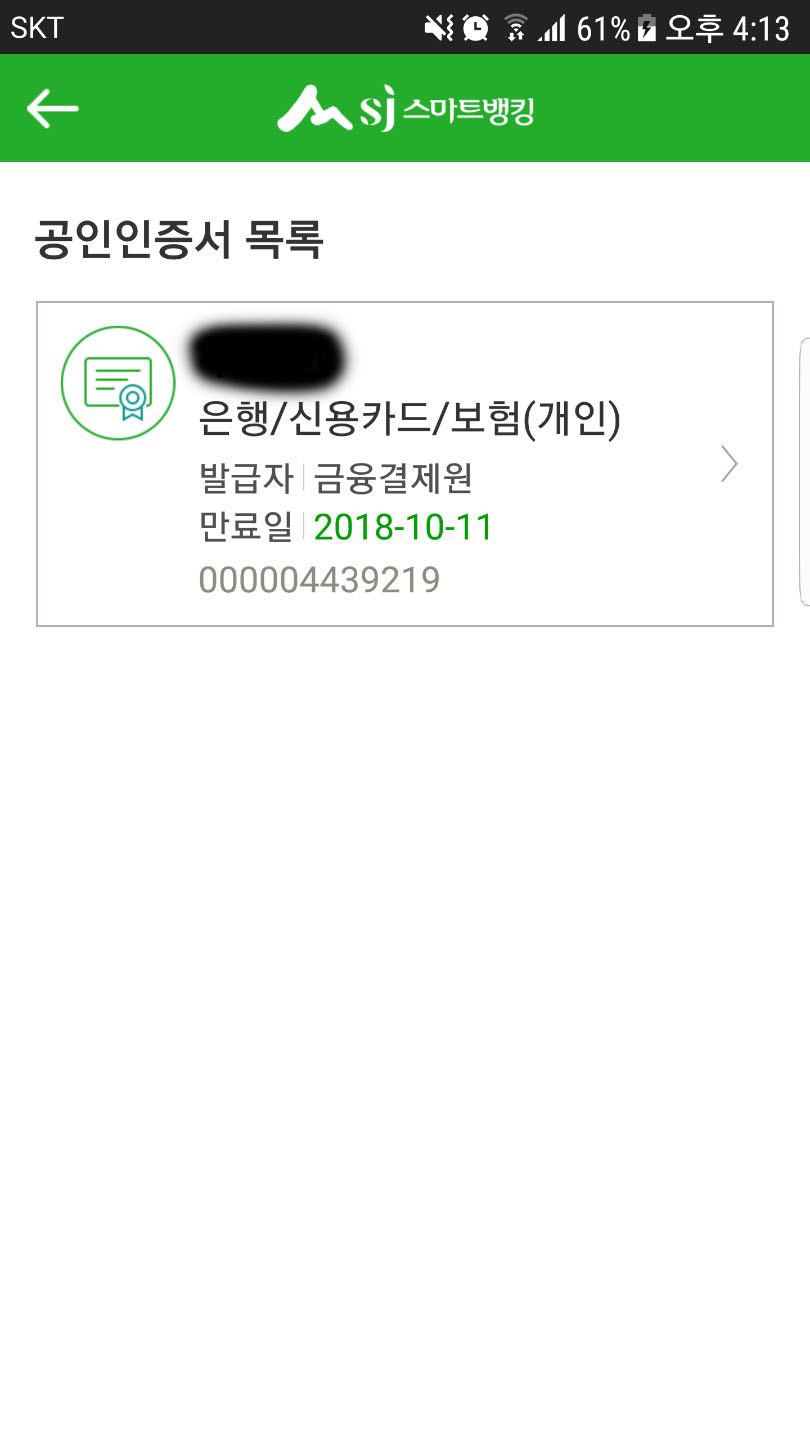 SKT 61% 오후 4:13
sj 스마트뱅킹
공인인증서 목록
은행/신용카드/보험(개인)
발급자 금융결제원
만료일 2018-10-11
000004439219